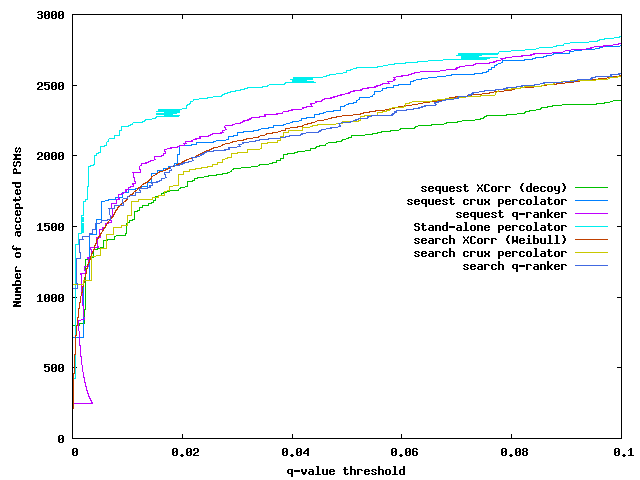 3000
2500
2000
1500
1000
500
0
Number of accepted PSMs
sequest XCorr (decoy)
sequest crux percolator
sequest q-ranker
Stand-alone percolator
search XCorr (Weibull)
search crux percolator
search q-ranker
0 0.02 0.04 0.06 0.08 0.1
q-value threshold